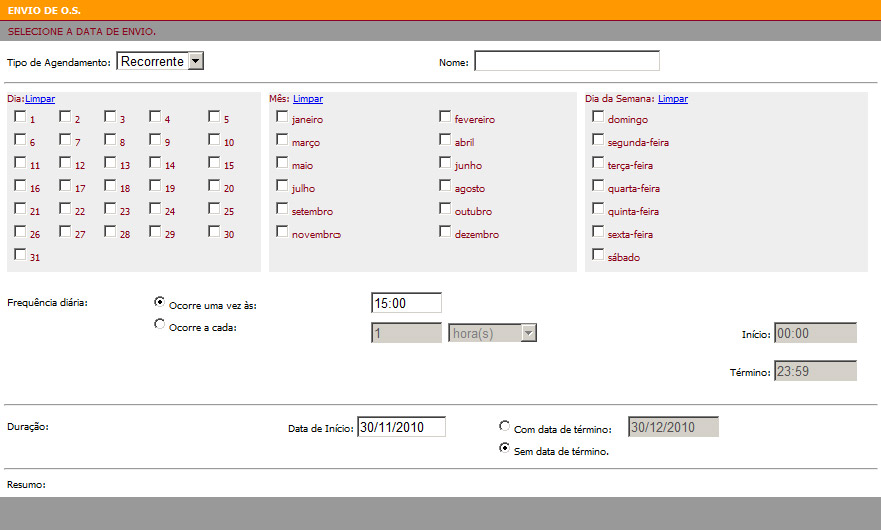 ENVIO DE O.S.
SELECIONE A DATA DE ENVIO.
Tipo de Agendamento: Recorrente Nome:
Dia:Limpar Mês: Limpar Dia da Semana: Limpar
1 2 3 4 5 janeiro fevereiro domingo
6 7 8 9 10 março abril segunda-feira
11 12 13 14 15 maio junho terça-feira
16 17 18 19 20 julho agosto quarta-feira
21 22 23 24 25 setembro outubro quinta-feira
26 27 28 29 30 novembro dezembro sexta-feira
31 sábado
Frequência diária: Ocorre uma vez às: 15:00
Ocorre a cada: 1 hora(s) Início: 00:00
Término: 23:59
Duração: Data de Início: 30/11/2010 Com data de término: 30/12/2010
Sem data de término.
Resumo: